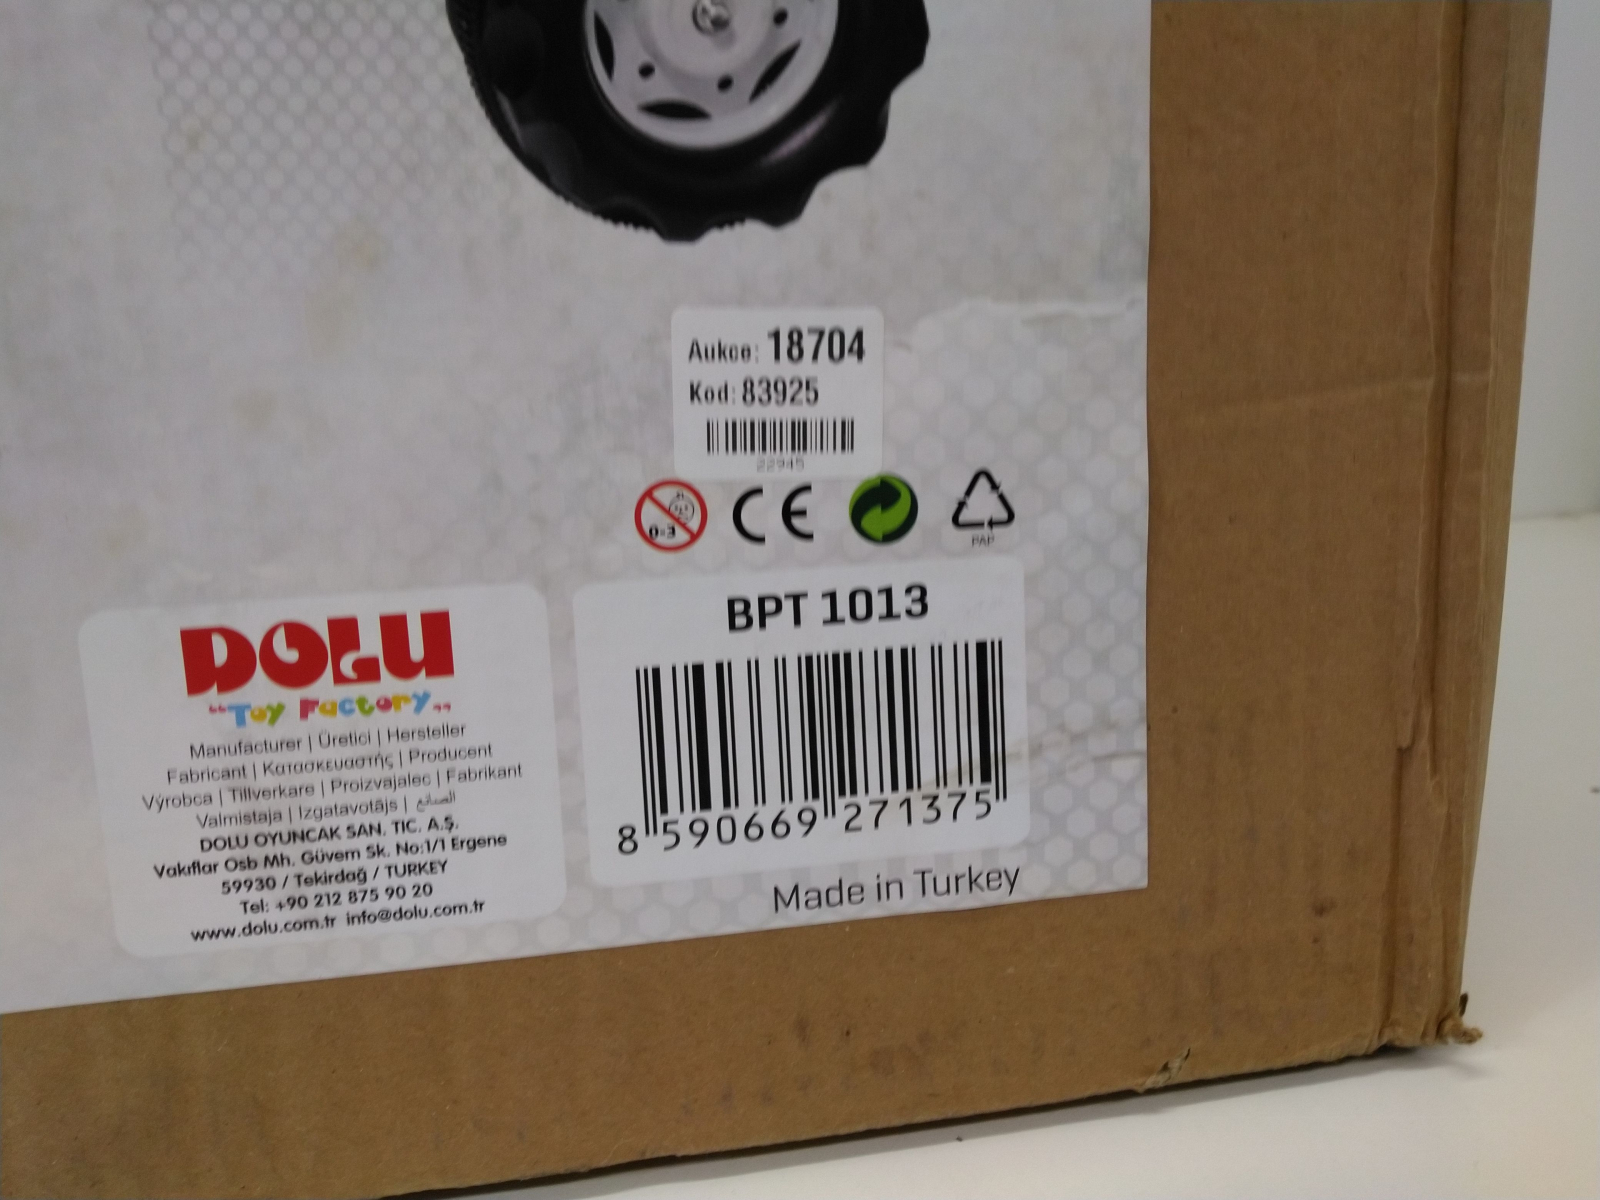 Aukce: 18704
Kod: 83925
22945
0-3
CE
PAP
BPT 1013
8 590669 271375
Made in Turkey
DOLU
"Toy Factory"
Manufacturer | Üretici | Hersteller
Fabricant | Κατασκευαστής | Producent
Výrobca | Tillverkare | Proizvajalec | Fabrikant
Valmistaja | Izgatavotājs | الصانع
DOLU OYUNCAK SAN. TIC. A.Ş.
Vakıflar Osb Mh. Güvem Sk. No:1/1 Ergene
59930 / Tekirdağ / TURKEY
Tel: +90 212 875 90 20
www.dolu.com.tr info@dolu.com.tr